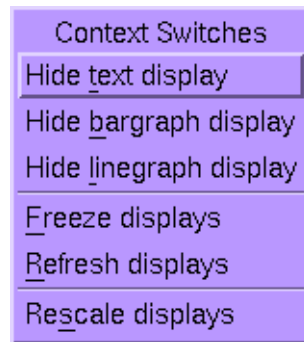 Context Switches
Hide text display
Hide bargraph display
Hide linegraph display
Freeze displays
Refresh displays
Rescale displays